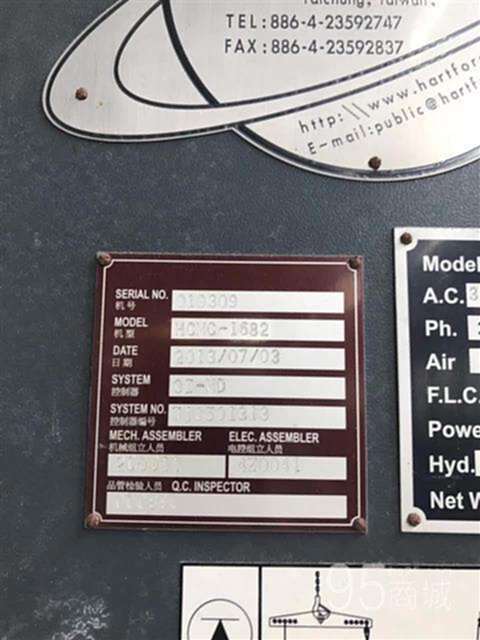 Taichung, Taiwan,
TEL:886-4-23592747
FAX:886-4-23592837
http:\\www.hartfor
E-mail:public@hartf
SERIAL NO. 010309
机号
MODEL HCMC-1682
机型
DATE 2013/07/03
日期
SYSTEM
控制器
SYSTEM NO.
控制器编号
MECH. ASSEMBLER ELEC. ASSEMBLER
机械组立人员 电控组立人员
品管检验人员 Q.C. INSPECTOR
Model
A.C. 3
Ph.
Air
F.L.C.
Powe
Hyd.
Net W
95商城